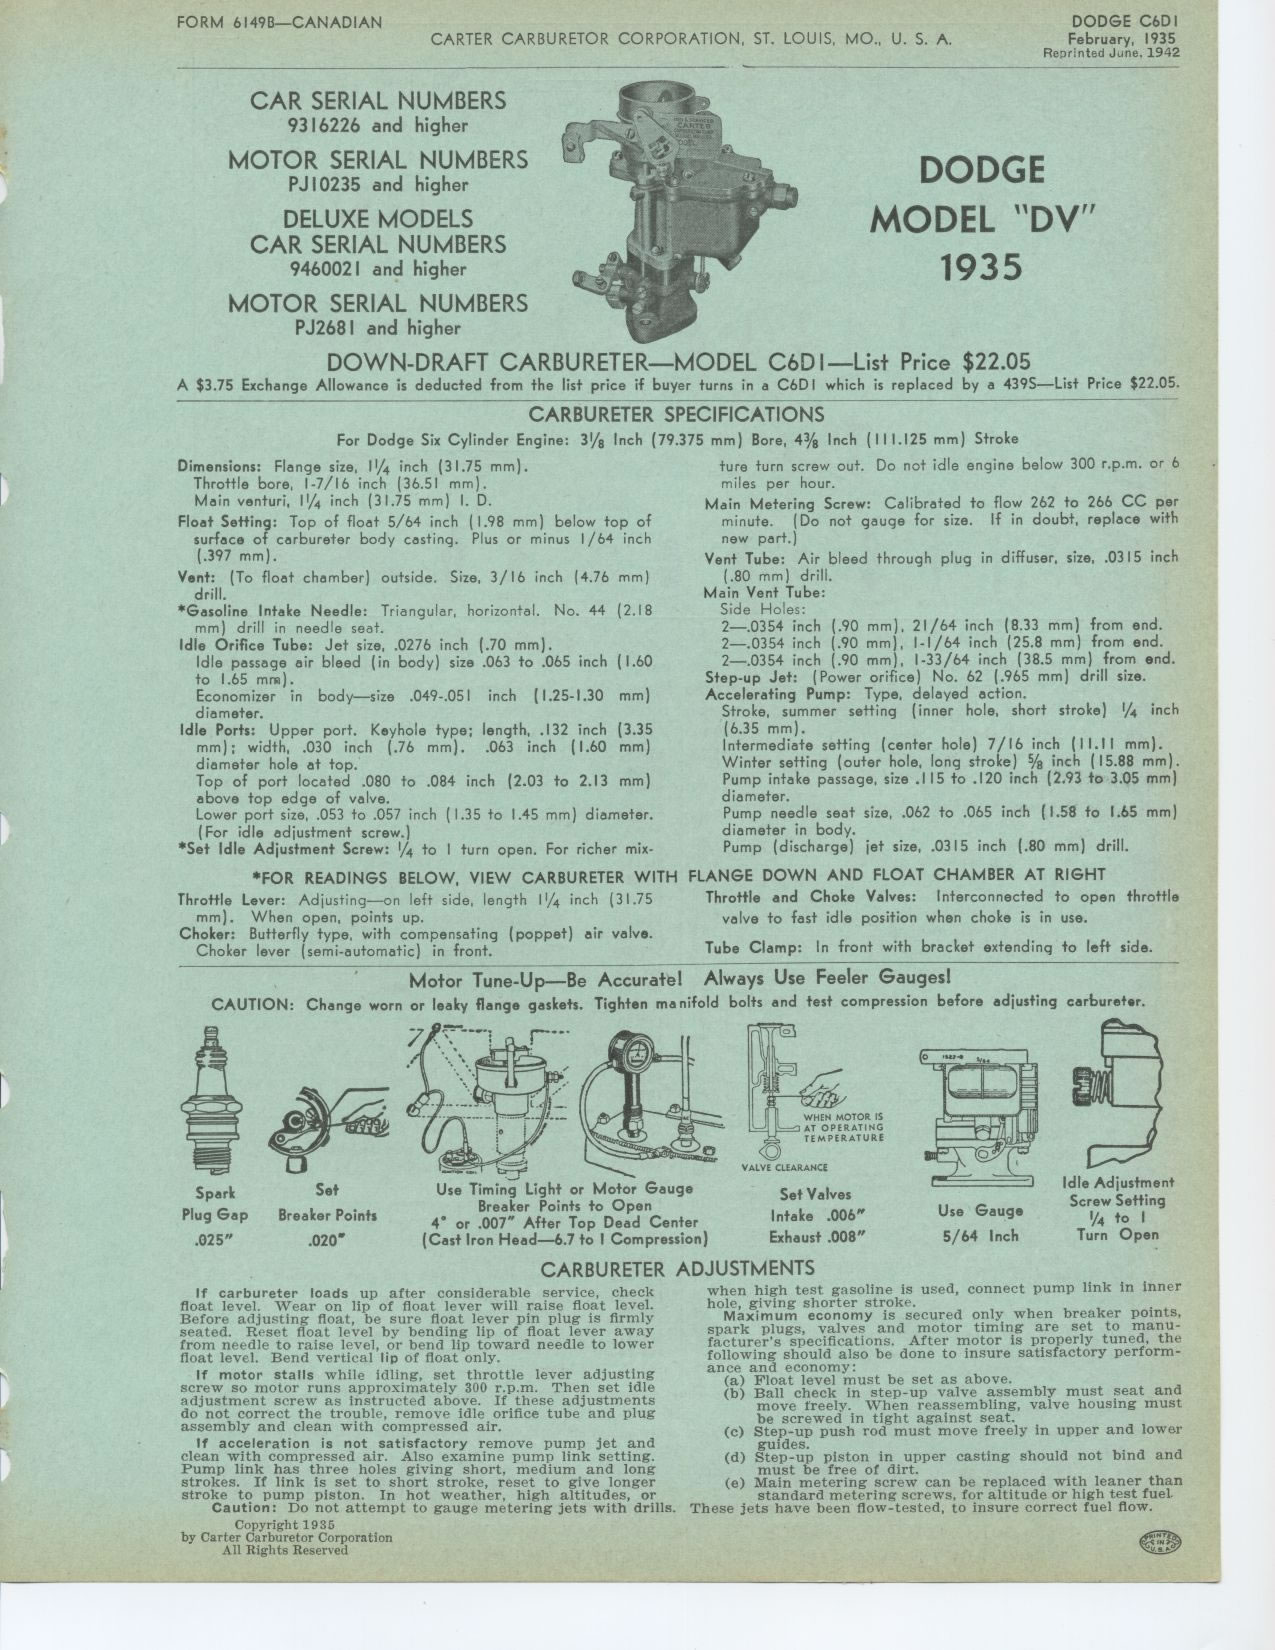 FORM 6149B—CANADIAN
CARTER CARBURETOR CORPORATION, ST. LOUIS, MO., U. S. A.
DODGE C6D1
February, 1935
Reprinted June, 1942
CAR SERIAL NUMBERS
9316226 and higher
MOTOR SERIAL NUMBERS
PJ10235 and higher
DELUXE MODELS
CAR SERIAL NUMBERS
9460021 and higher
MOTOR SERIAL NUMBERS
PJ2681 and higher
CARTER
DODGE
MODEL "DV"
1935
DOWN-DRAFT CARBURETER—MODEL C6D1—List Price $22.05
A $3.75 Exchange Allowance is deducted from the list price if buyer turns in a C6D1 which is replaced by a 439S—List Price $22.05.
CARBURETER SPECIFICATIONS
For Dodge Six Cylinder Engine: 3⅛ Inch (79.375 mm) Bore, 4⅜ Inch (111.125 mm) Stroke
Dimensions: Flange size, 1¼ inch (31.75 mm).
Throttle bore, 1-7/16 inch (36.51 mm).
Main venturi, 1¼ inch (31.75 mm) I. D.
Float Setting: Top of float 5/64 inch (1.98 mm) below top of
surface of carbureter body casting. Plus or minus 1/64 inch
(.397 mm).
Vent: (To float chamber) outside. Size, 3/16 inch (4.76 mm)
drill.
*Gasoline Intake Needle: Triangular, horizontal. No. 44 (2.18
mm) drill in needle seat.
Idle Orifice Tube: Jet size, .0276 inch (.70 mm).
Idle passage air bleed (in body) size .063 to .065 inch (1.60
to 1.65 mm).
Economizer in body—size .049-.051 inch (1.25-1.30 mm)
diameter.
Idle Ports: Upper port. Keyhole type; length, .132 inch (3.35
mm); width, .030 inch (.76 mm). .063 inch (1.60 mm)
diameter hole at top.
Top of port located .080 to .084 inch (2.03 to 2.13 mm)
above top edge of valve.
Lower port size, .053 to .057 inch (1.35 to 1.45 mm) diameter.
(For idle adjustment screw.)
*Set Idle Adjustment Screw: ¼ to 1 turn open. For richer mix-
ture turn screw out. Do not idle engine below 300 r.p.m. or 6
miles per hour.
Main Metering Screw: Calibrated to flow 262 to 266 CC per
minute. (Do not gauge for size. If in doubt, replace with
new part.)
Vent Tube: Air bleed through plug in diffuser, size, .0315 inch
(.80 mm) drill.
Main Vent Tube:
Side Holes:
2—.0354 inch (.90 mm), 21/64 inch (8.33 mm) from end.
2—.0354 inch (.90 mm), 1-1/64 inch (25.8 mm) from end.
2—.0354 inch (.90 mm), 1-33/64 inch (38.5 mm) from end.
Step-up Jet: (Power orifice) No. 62 (.965 mm) drill size.
Accelerating Pump: Type, delayed action.
Stroke, summer setting (inner hole, short stroke) ¼ inch
(6.35 mm).
Intermediate setting (center hole) 7/16 inch (11.11 mm).
Winter setting (outer hole, long stroke) ⅝ inch (15.88 mm).
Pump intake passage, size .115 to .120 inch (2.93 to 3.05 mm)
diameter.
Pump needle seat size, .062 to .065 inch (1.58 to 1.65 mm)
diameter in body.
Pump (discharge) jet size, .0315 inch (.80 mm) drill.
*FOR READINGS BELOW, VIEW CARBURETER WITH FLANGE DOWN AND FLOAT CHAMBER AT RIGHT
Throttle Lever: Adjusting—on left side, length 1¼ inch (31.75
mm). When open, points up.
Choker: Butterfly type, with compensating (poppet) air valve.
Choker lever (semi-automatic) in front.
Throttle and Choke Valves: Interconnected to open throttle
valve to fast idle position when choke is in use.
Tube Clamp: In front with bracket extending to left side.
Motor Tune-Up—Be Accurate! Always Use Feeler Gauges!
CAUTION: Change worn or leaky flange gaskets. Tighten manifold bolts and test compression before adjusting carbureter.
WHEN MOTOR IS
AT OPERATING
TEMPERATURE
VALVE CLEARANCE
5/64
Spark
Plug Gap
.025"
Set
Breaker Points
.020"
Use Timing Light or Motor Gauge
Breaker Points to Open
4° or .007" After Top Dead Center
(Cast Iron Head—6.7 to 1 Compression)
Set Valves
Intake .006"
Exhaust .008"
Use Gauge
5/64 Inch
Idle Adjustment
Screw Setting
¼ to 1
Turn Open
CARBURETER ADJUSTMENTS
If carbureter loads up after considerable service, check
float level. Wear on lip of float lever will raise float level.
Before adjusting float, be sure float lever pin plug is firmly
seated. Reset float level by bending lip of float lever away
from needle to raise level, or bend lip toward needle to lower
float level. Bend vertical lip of float only.
If motor stalls while idling, set throttle lever adjusting
screw so motor runs approximately 300 r.p.m. Then set idle
adjustment screw as instructed above. If these adjustments
do not correct the trouble, remove idle orifice tube and plug
assembly and clean with compressed air.
If acceleration is not satisfactory remove pump jet and
clean with compressed air. Also examine pump link setting.
Pump link has three holes giving short, medium and long
strokes. If link is set to short stroke, reset to give longer
stroke to pump piston. In hot weather, high altitudes, or
when high test gasoline is used, connect pump link in inner
hole, giving shorter stroke.
Maximum economy is secured only when breaker points,
spark plugs, valves and motor timing are set to manu-
facturer's specifications. After motor is properly tuned, the
following should also be done to insure satisfactory perform-
ance and economy:
(a) Float level must be set as above.
(b) Ball check in step-up valve assembly must seat and
move freely. When reassembling, valve housing must
be screwed in tight against seat.
(c) Step-up push rod must move freely in upper and lower
guides.
(d) Step-up piston in upper casting should not bind and
must be free of dirt.
(e) Main metering screw can be replaced with leaner than
standard metering screws, for altitude or high test fuel.
Caution: Do not attempt to gauge metering jets with drills. These jets have been flow-tested, to insure correct fuel flow.
Copyright 1935
by Carter Carburetor Corporation
All Rights Reserved
PRINTED
IN
U.S.A.